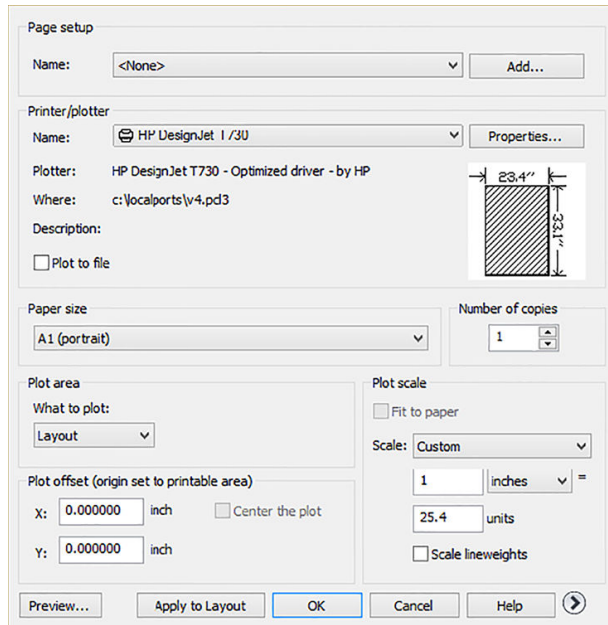 Page setup
Name: <None> Add...
Printer/plotter
Name: HP DesignJet T730 Properties...
Plotter: HP DesignJet T730 - Optimized driver - by HP
Where: c:\localports\v4.pcl3
Description:
Plot to file
23.4"
33.1"
Paper size
A1 (portrait)
Number of copies
1
Plot area
What to plot:
Layout
Plot offset (origin set to printable area)
X: 0.000000 inch Center the plot
Y: 0.000000 inch
Plot scale
Fit to paper
Scale: Custom
1 inches =
25.4 units
Scale lineweights
Preview... Apply to Layout OK Cancel Help